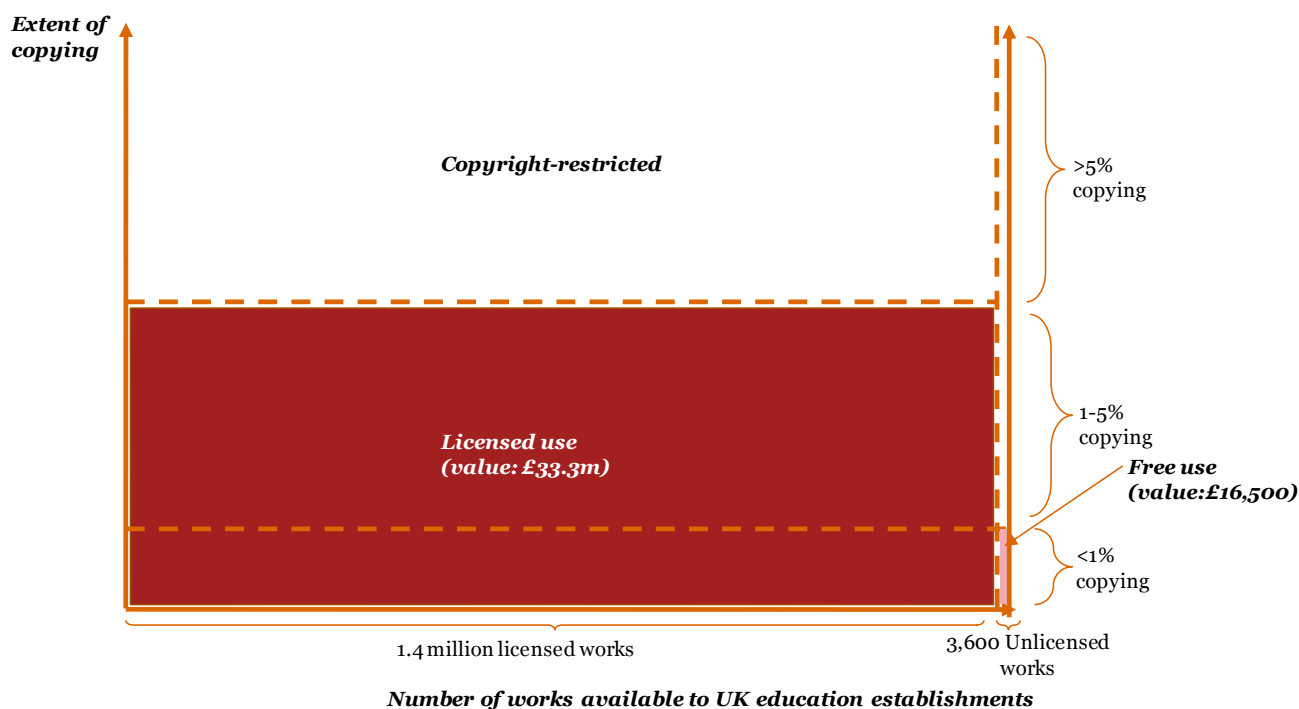 Extent of
copying
Copyright-restricted
>5%
copying
Licensed use
(value: £33.3m)
1-5%
copying
Free use
(value:£16,500)
<1%
copying
1.4 million licensed works
3,600 Unlicensed
works
Number of works available to UK education establishments